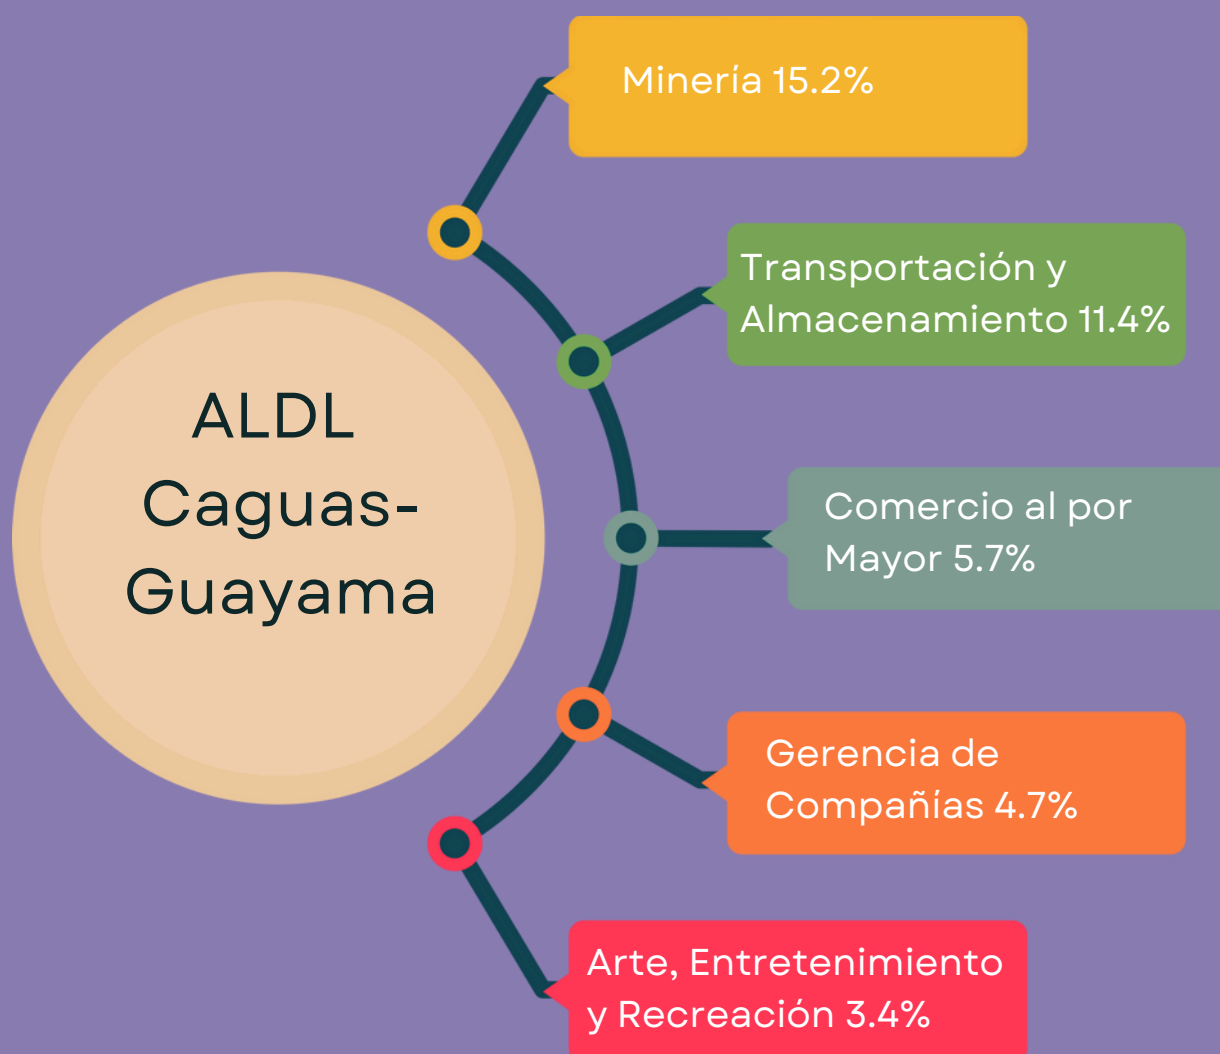 Minería 15.2%
Transportación y
Almacenamiento 11.4%
ALDL
Caguas-
Guayama
Comercio al por
Mayor 5.7%
Gerencia de
Compañías 4.7%
Arte, Entretenimiento
y Recreación 3.4%